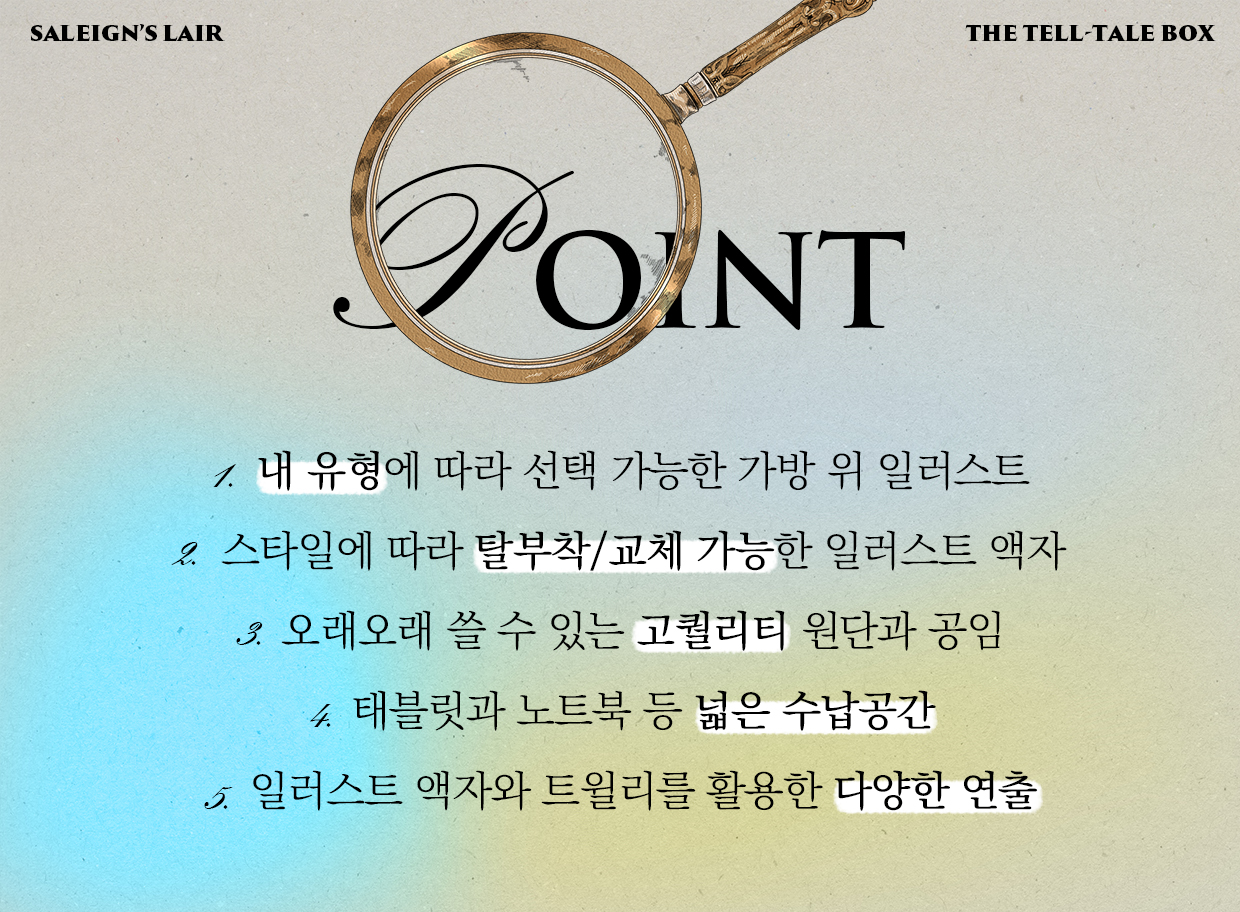 SALEIGN’S LAIR
THE TELL-TALE BOX
POINT
1. 내 유형에 따라 선택 가능한 가방 위 일러스트
2. 스타일에 따라 탈부착/교체 가능한 일러스트 액자
3. 오래오래 쓸 수 있는 고퀄리티 원단과 공임
4. 태블릿과 노트북 등 넓은 수납공간
5. 일러스트 액자와 트윌리를 활용한 다양한 연출